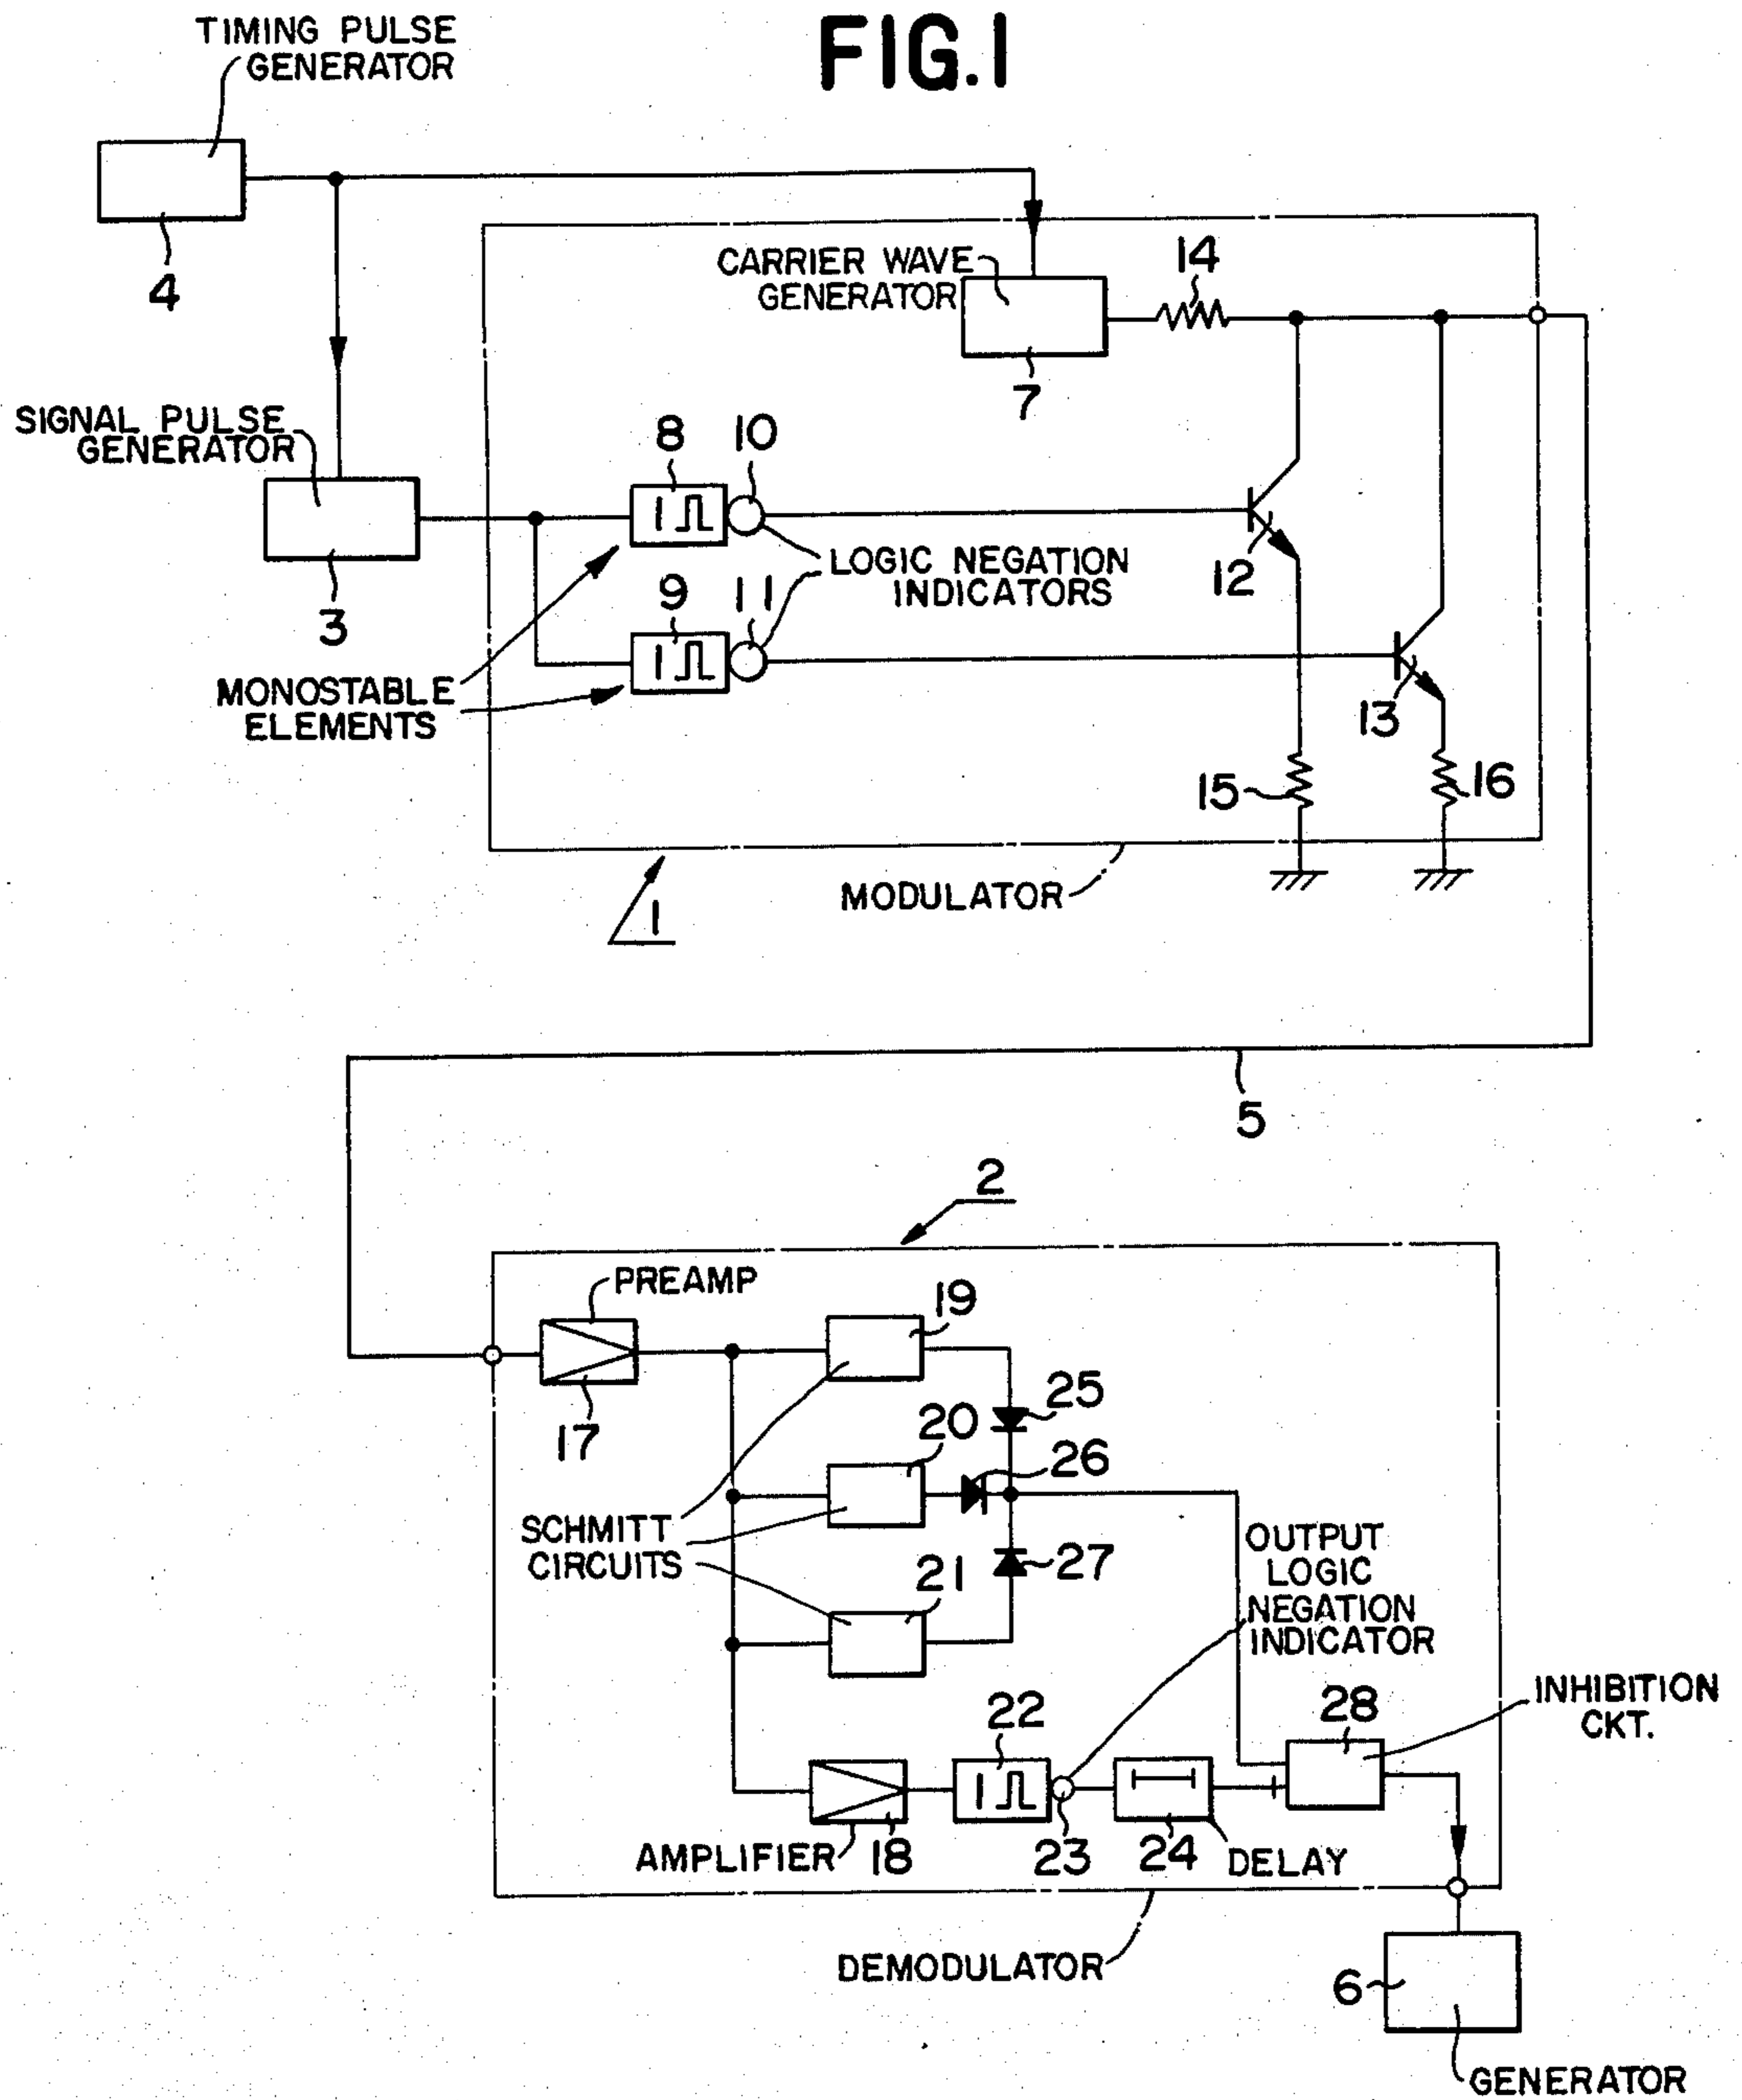 FIG.1
TIMING PULSE
GENERATOR
4
CARRIER WAVE
GENERATOR
14
7
SIGNAL PULSE
GENERATOR
3
8
10
LOGIC NEGATION
INDICATORS
12
9
11
MONOSTABLE
ELEMENTS
13
15
16
MODULATOR
1
5
2
PREAMP
17
19
25
20
26
SCHMITT
CIRCUITS
21
27
OUTPUT
LOGIC
NEGATION
INDICATOR
22
28
INHIBITION
CKT.
AMPLIFIER
18
23
24
DELAY
DEMODULATOR
6
GENERATOR